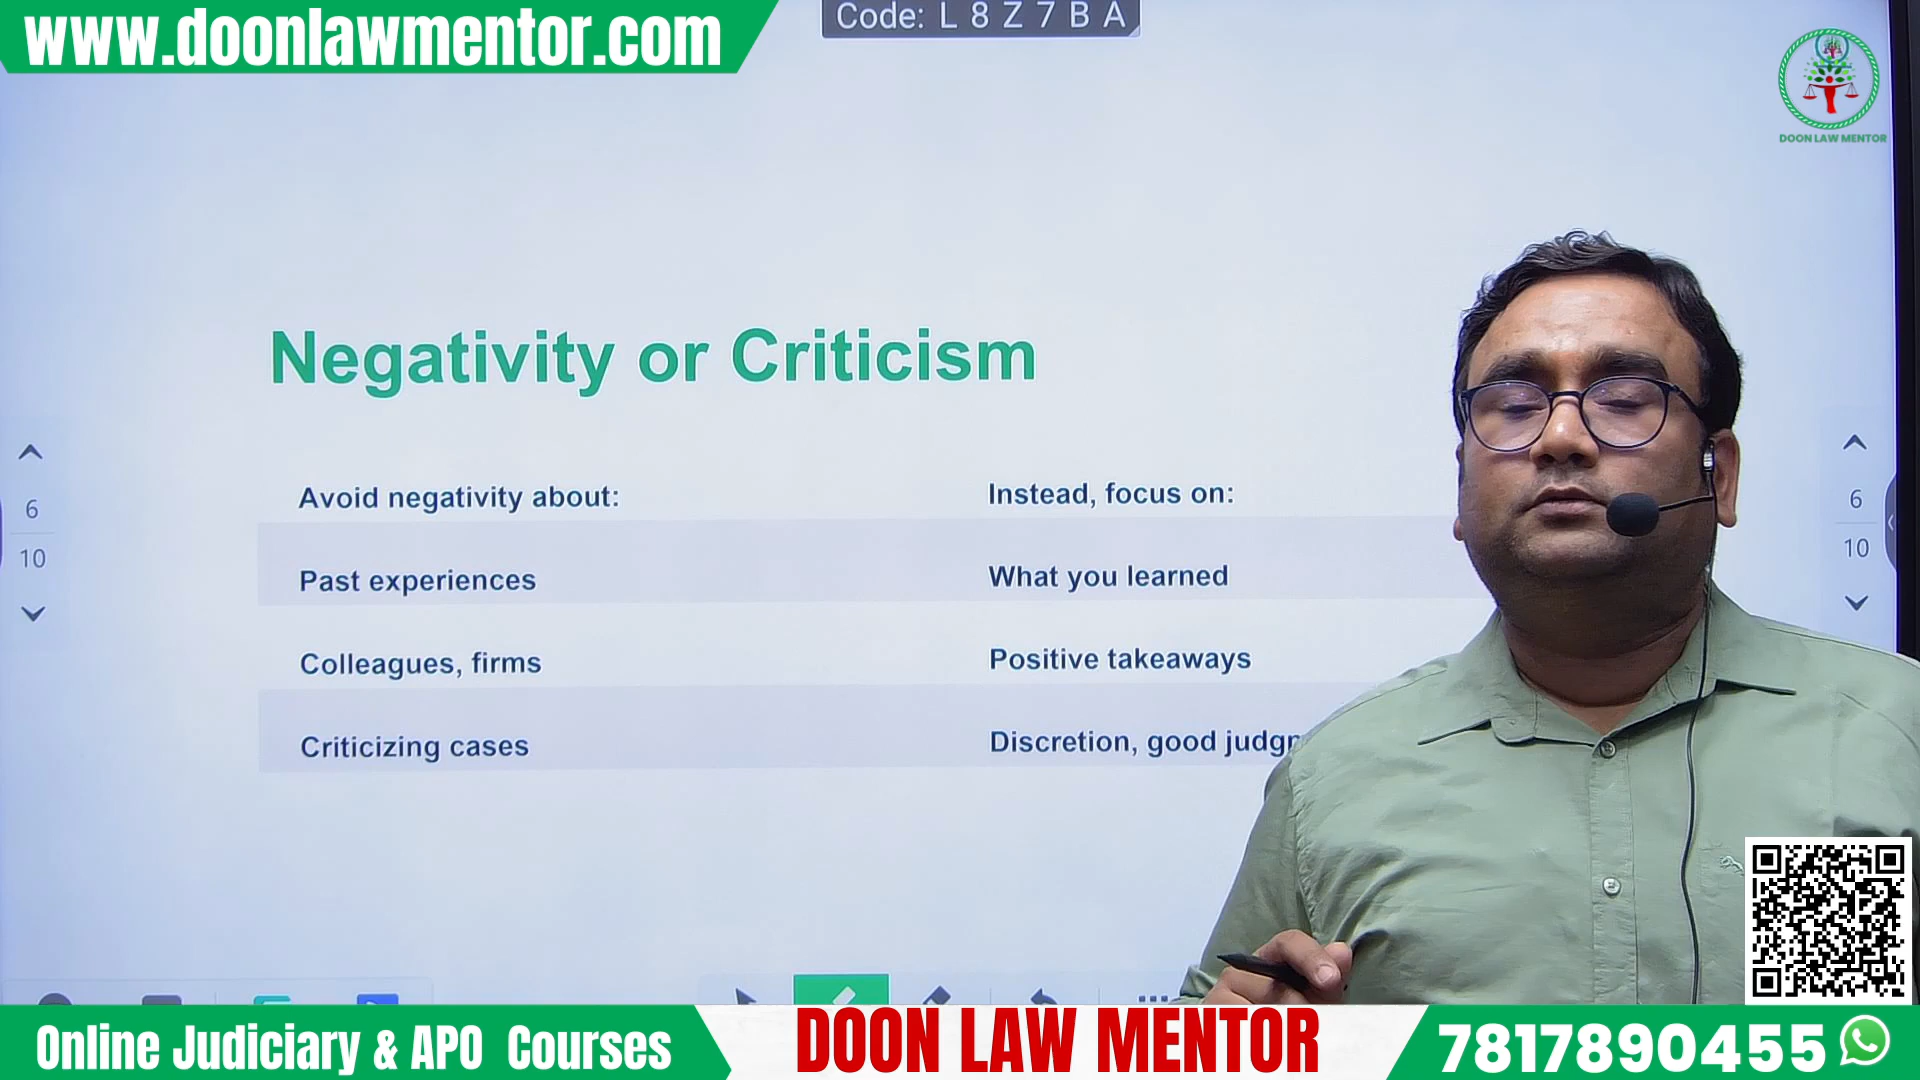 www.doonlawmentor.com
Code: L 8 Z 7 B A
DOON LAW MENTOR
Negativity or Criticism
Avoid negativity about:
Instead, focus on:
Past experiences
What you learned
Colleagues, firms
Positive takeaways
Criticizing cases
Discretion, good
6
10
6
10
Online Judiciary & APO Courses
DOON LAW MENTOR
7817890455